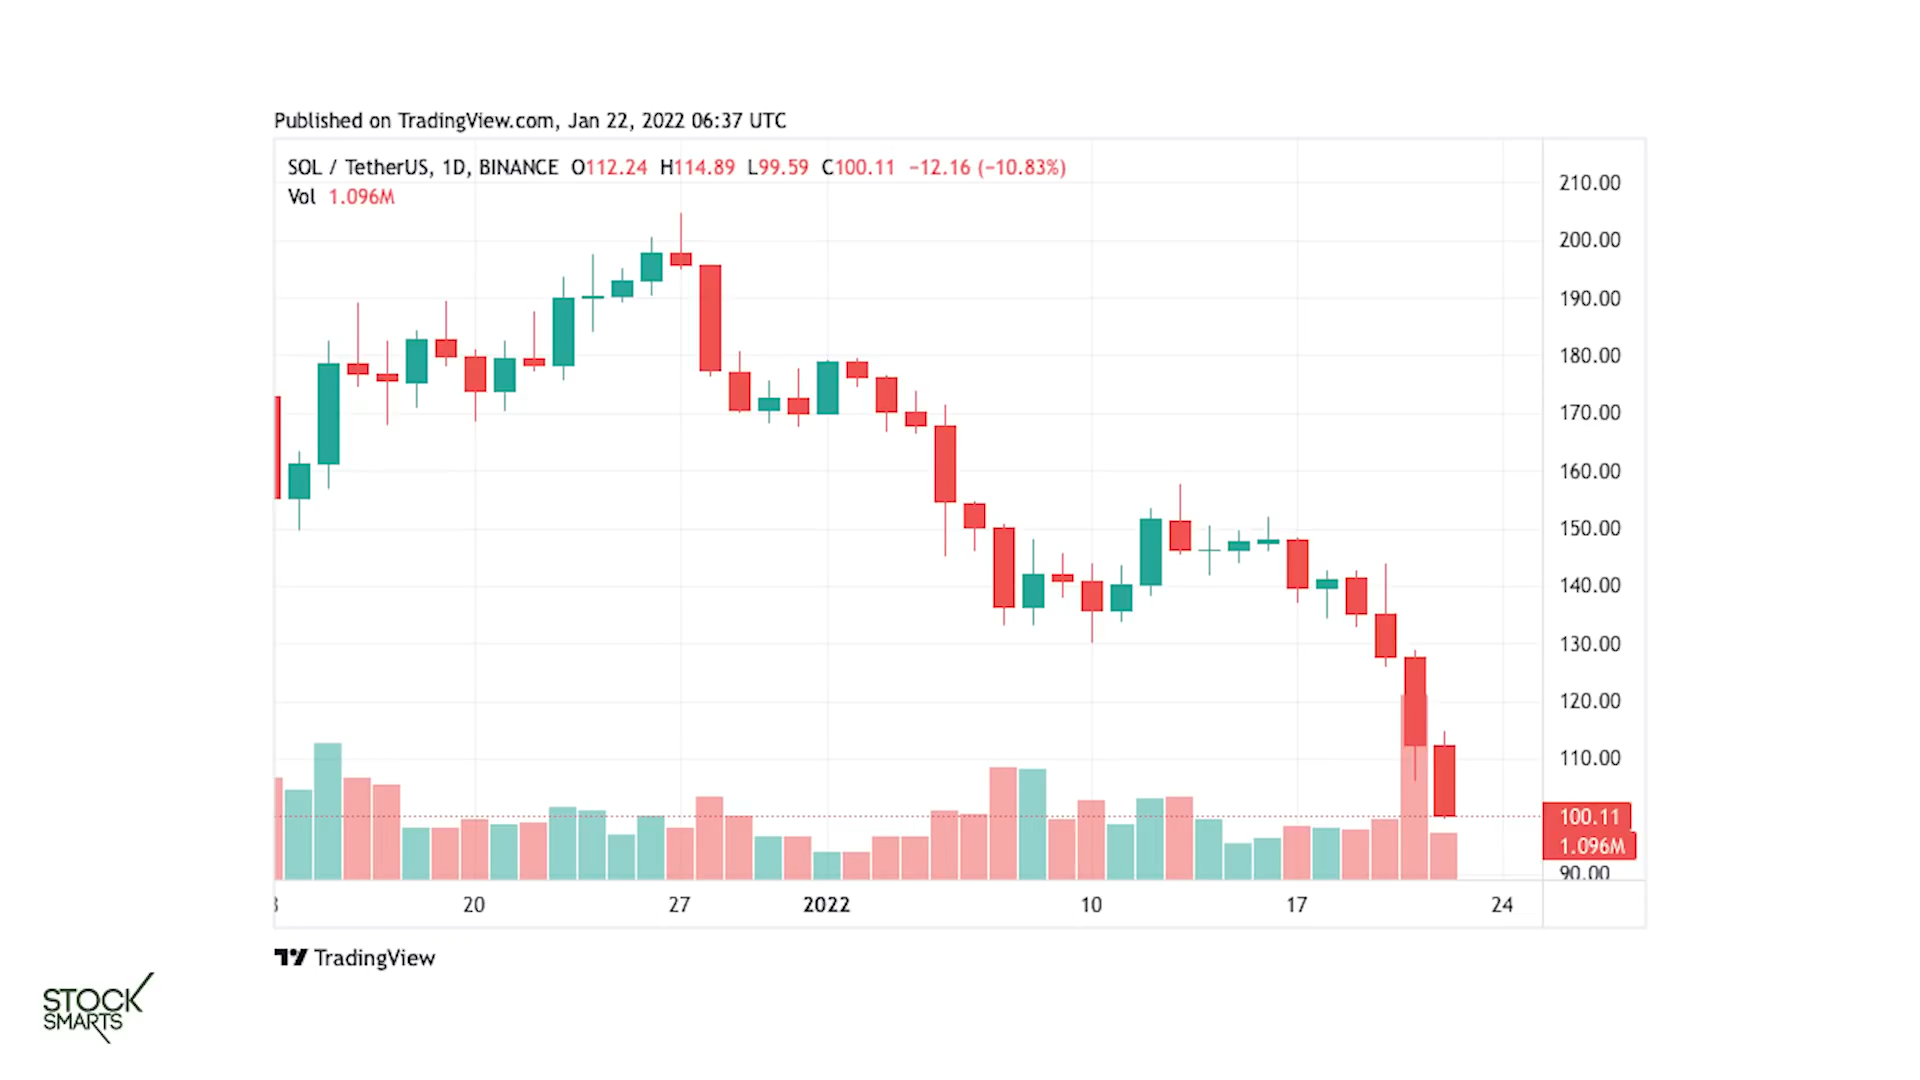 Published on TradingView.com, Jan 22, 2022 06:37 UTC
SOL / TetherUS, 1D, BINANCE O112.24 H114.89 L99.59 C100.11 −12.16 (−10.83%)
Vol 1.096M
210.00
200.00
190.00
180.00
170.00
160.00
150.00
140.00
130.00
120.00
110.00
100.11
1.096M
90.00
20 27 2022 10 17 24
TradingView
STOCK
SMARTS